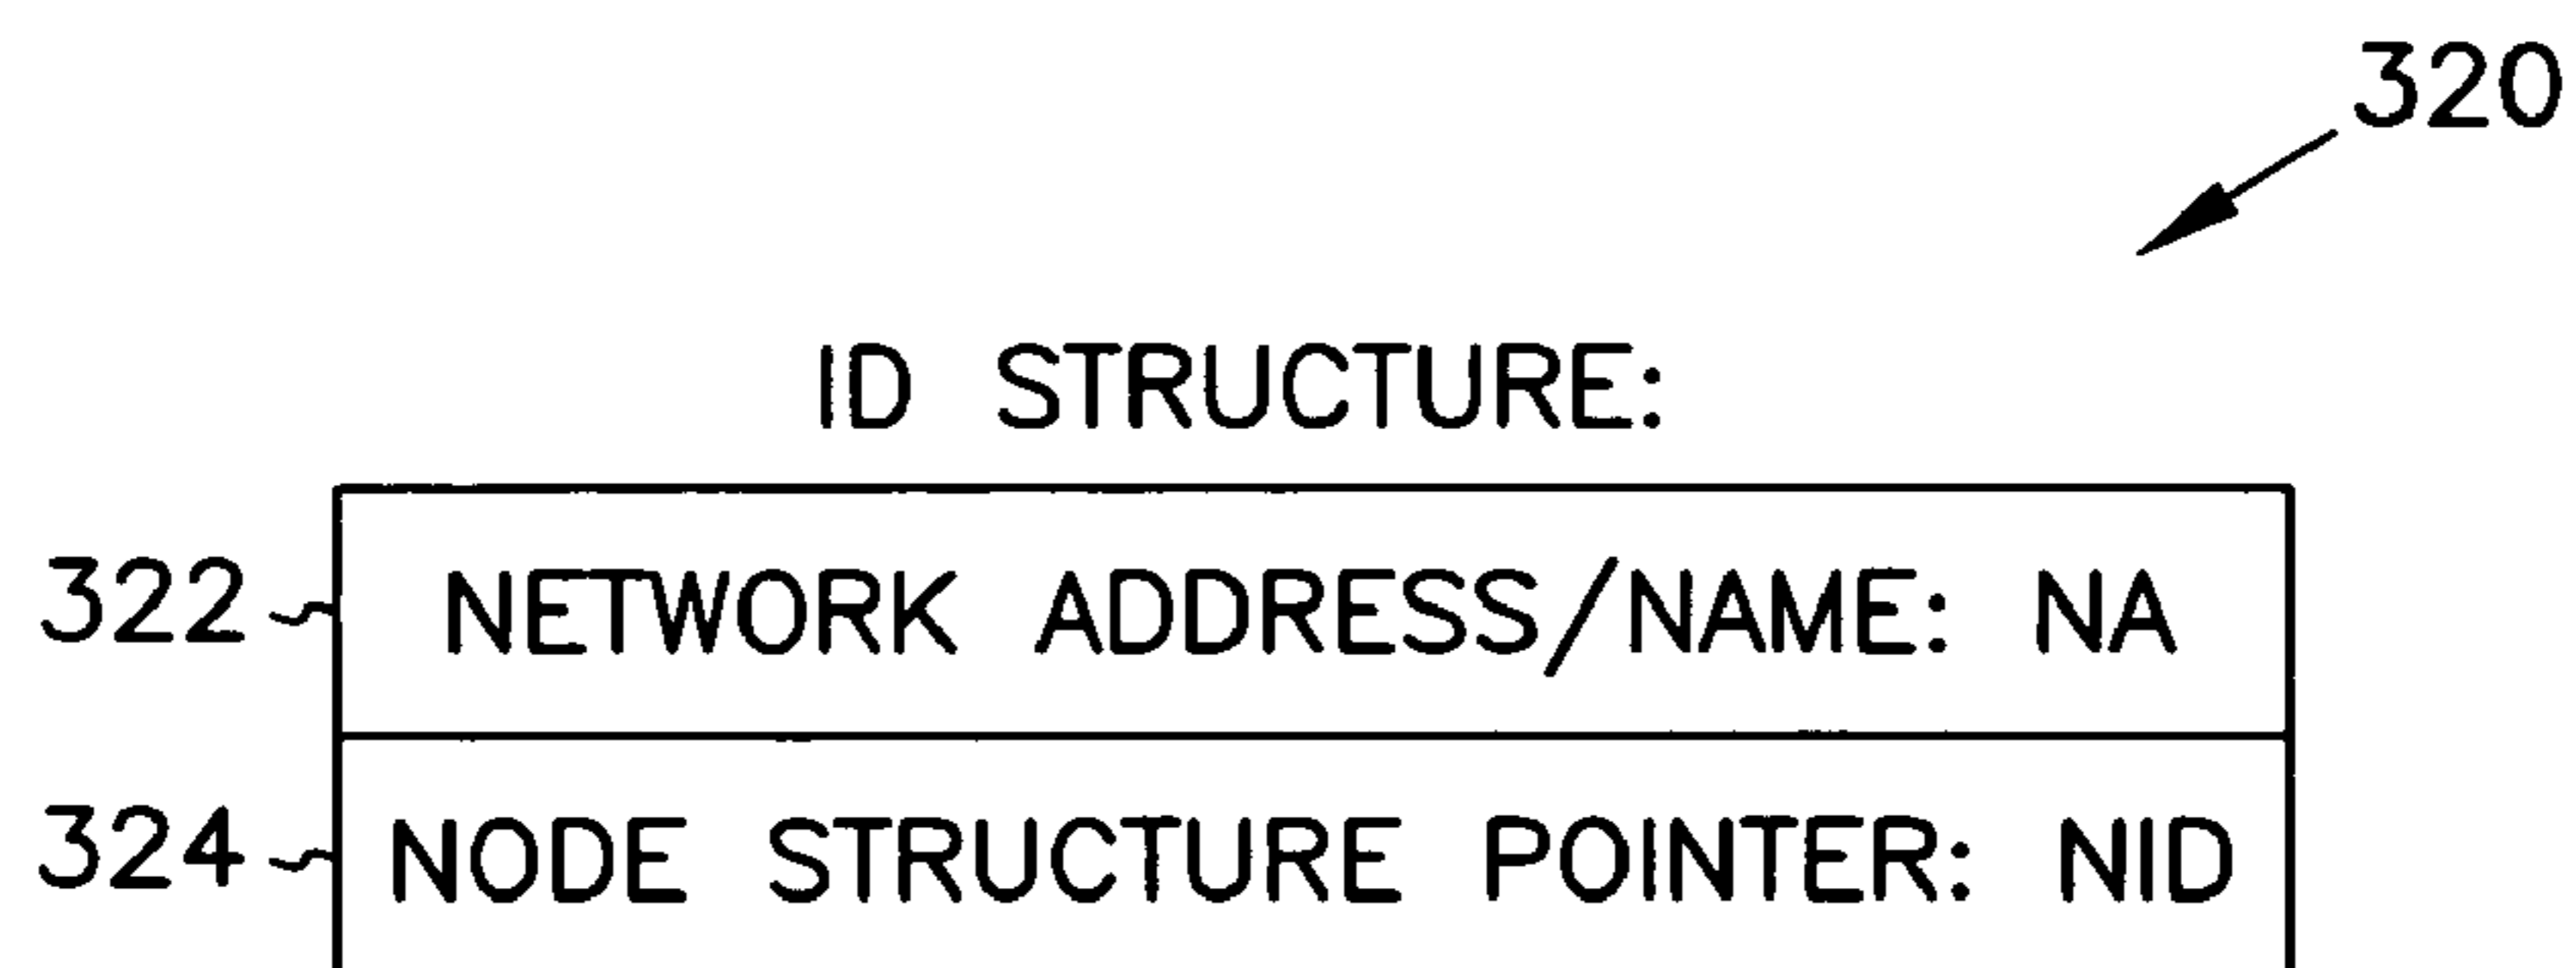 320
ID STRUCTURE:
322 NETWORK ADDRESS/NAME: NA
324 NODE STRUCTURE POINTER: NID